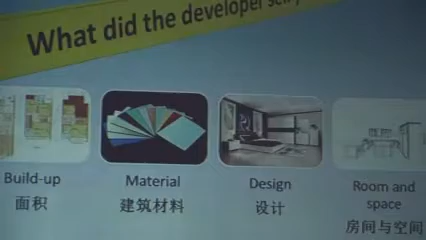 What did the developer sell
Build-up
面积
Material
建筑材料
Design
设计
Room and
space
房间与空间